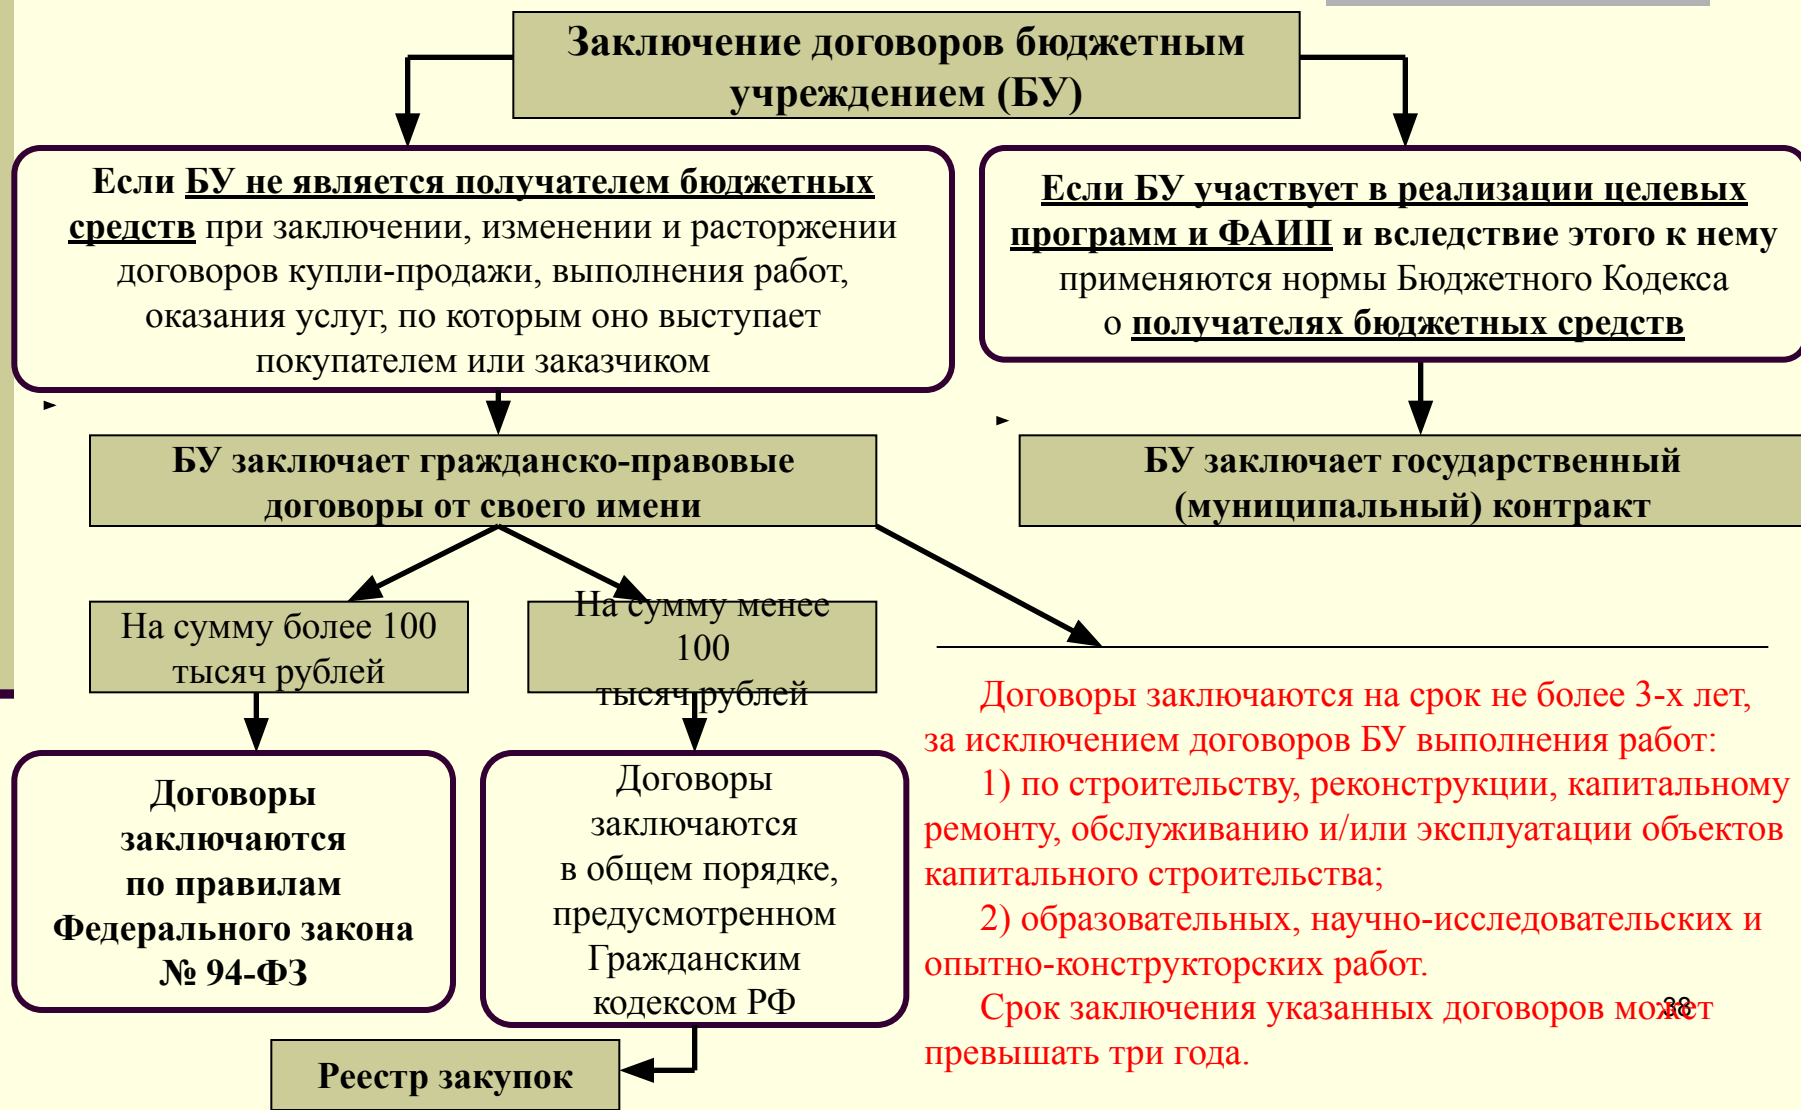 Заключение договоров бюджетным
учреждением (БУ)
Если БУ не является получателем бюджетных
средств при заключении, изменении и расторжении
договоров купли-продажи, выполнения работ,
оказания услуг, по которым оно выступает
покупателем или заказчиком
Если БУ участвует в реализации целевых
программ и ФАИП и вследствие этого к нему
применяются нормы Бюджетного Кодекса
о получателях бюджетных средств
БУ заключает гражданско-правовые
договоры от своего имени
БУ заключает государственный
(муниципальный) контракт
На сумму более 100
тысяч рублей
На сумму менее
100
тысяч рублей
Договоры
заключаются
по правилам
Федерального закона
№ 94-ФЗ
Договоры
заключаются
в общем порядке,
предусмотренном
Гражданским
кодексом РФ
Реестр закупок
Договоры заключаются на срок не более 3-х лет,
за исключением договоров БУ выполнения работ:
1) по строительству, реконструкции, капитальному
ремонту, обслуживанию и/или эксплуатации объектов
капитального строительства;
2) образовательных, научно-исследовательских и
опытно-конструкторских работ.
Срок заключения указанных договоров может
превышать три года.
38